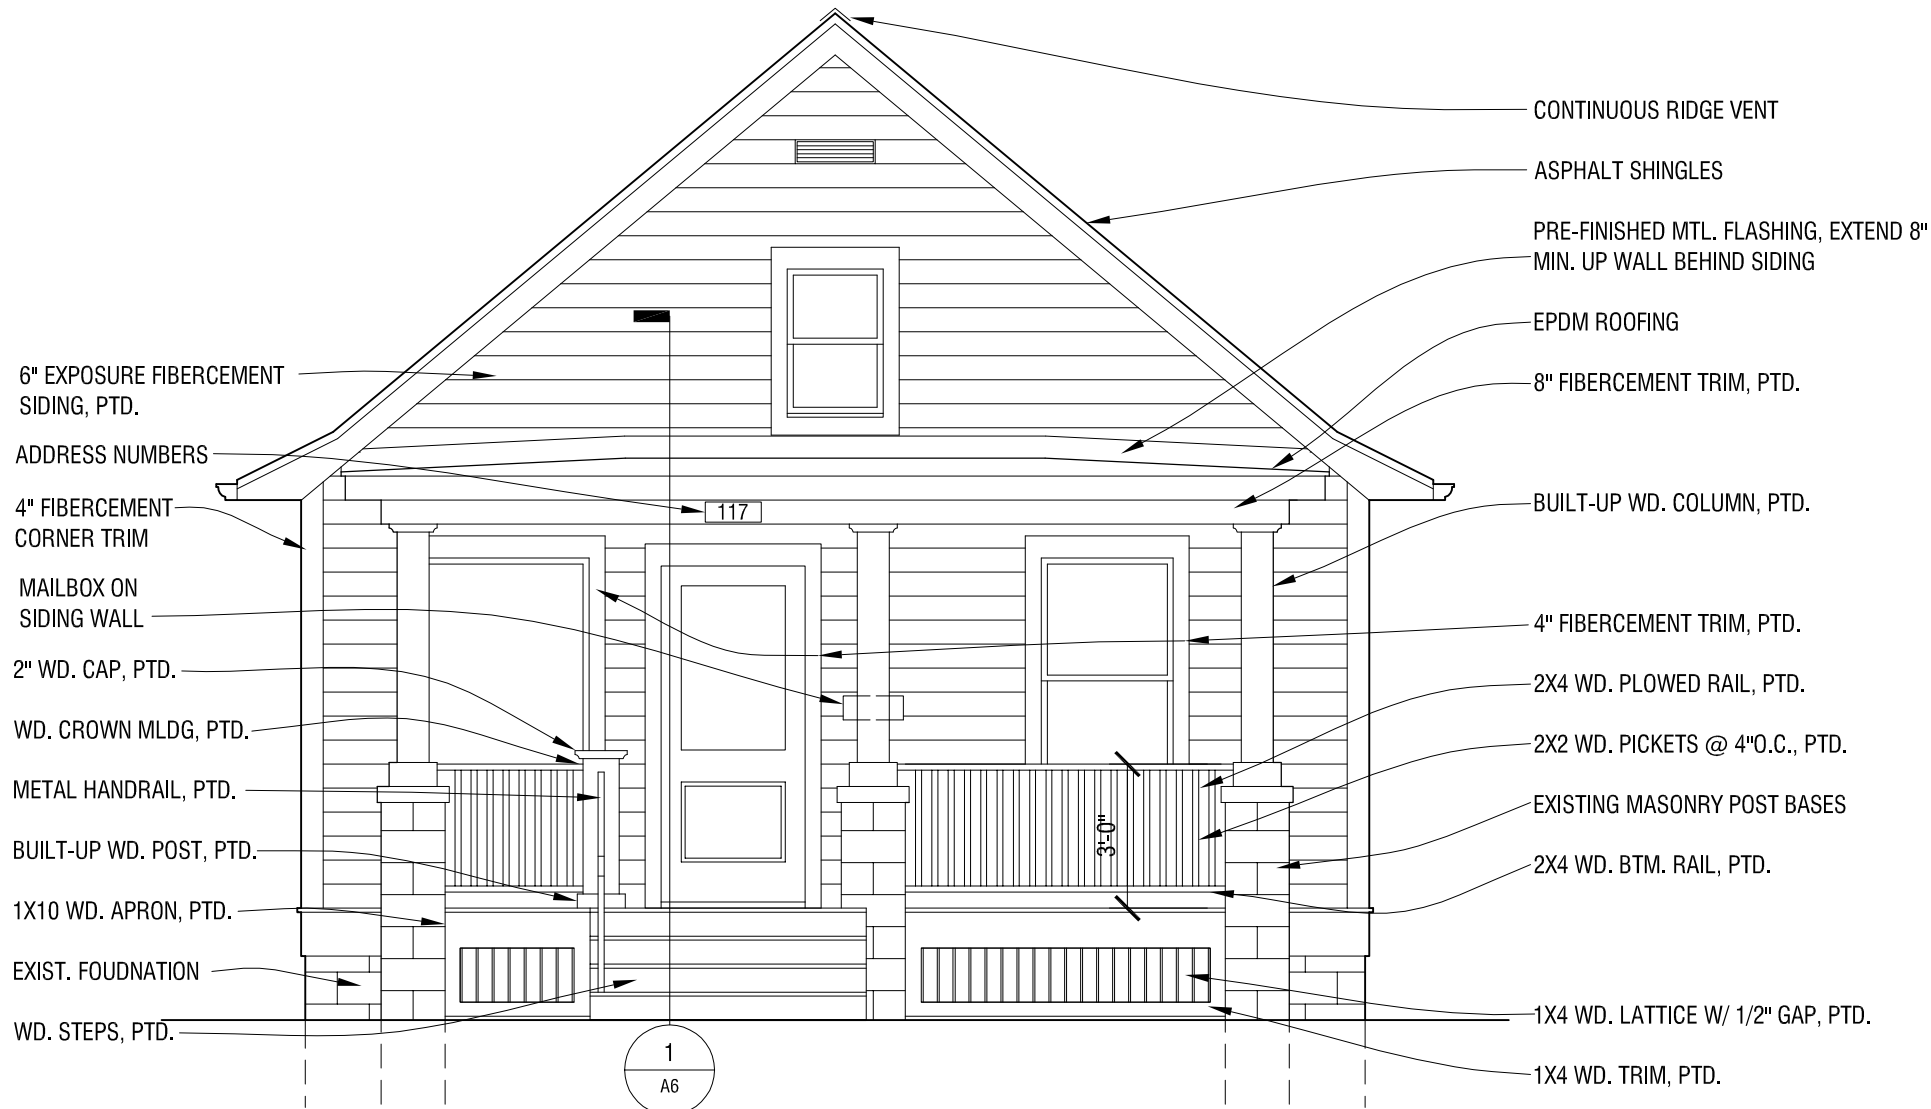 CONTINUOUS RIDGE VENT
ASPHALT SHINGLES
PRE-FINISHED MTL. FLASHING, EXTEND 8"
MIN. UP WALL BEHIND SIDING
EPDM ROOFING
8" FIBERCEMENT TRIM, PTD.
BUILT-UP WD. COLUMN, PTD.
4" FIBERCEMENT TRIM, PTD.
2X4 WD. PLOWED RAIL, PTD.
2X2 WD. PICKETS @ 4"O.C., PTD.
EXISTING MASONRY POST BASES
2X4 WD. BTM. RAIL, PTD.
1X4 WD. LATTICE W/ 1/2" GAP, PTD.
1X4 WD. TRIM, PTD.
6" EXPOSURE FIBERCEMENT
SIDING, PTD.
ADDRESS NUMBERS
4" FIBERCEMENT
CORNER TRIM
MAILBOX ON
SIDING WALL
2" WD. CAP, PTD.
WD. CROWN MLDG, PTD.
METAL HANDRAIL, PTD.
BUILT-UP WD. POST, PTD.
1X10 WD. APRON, PTD.
EXIST. FOUDNATION
WD. STEPS, PTD.
117
3'-0"
1
A6